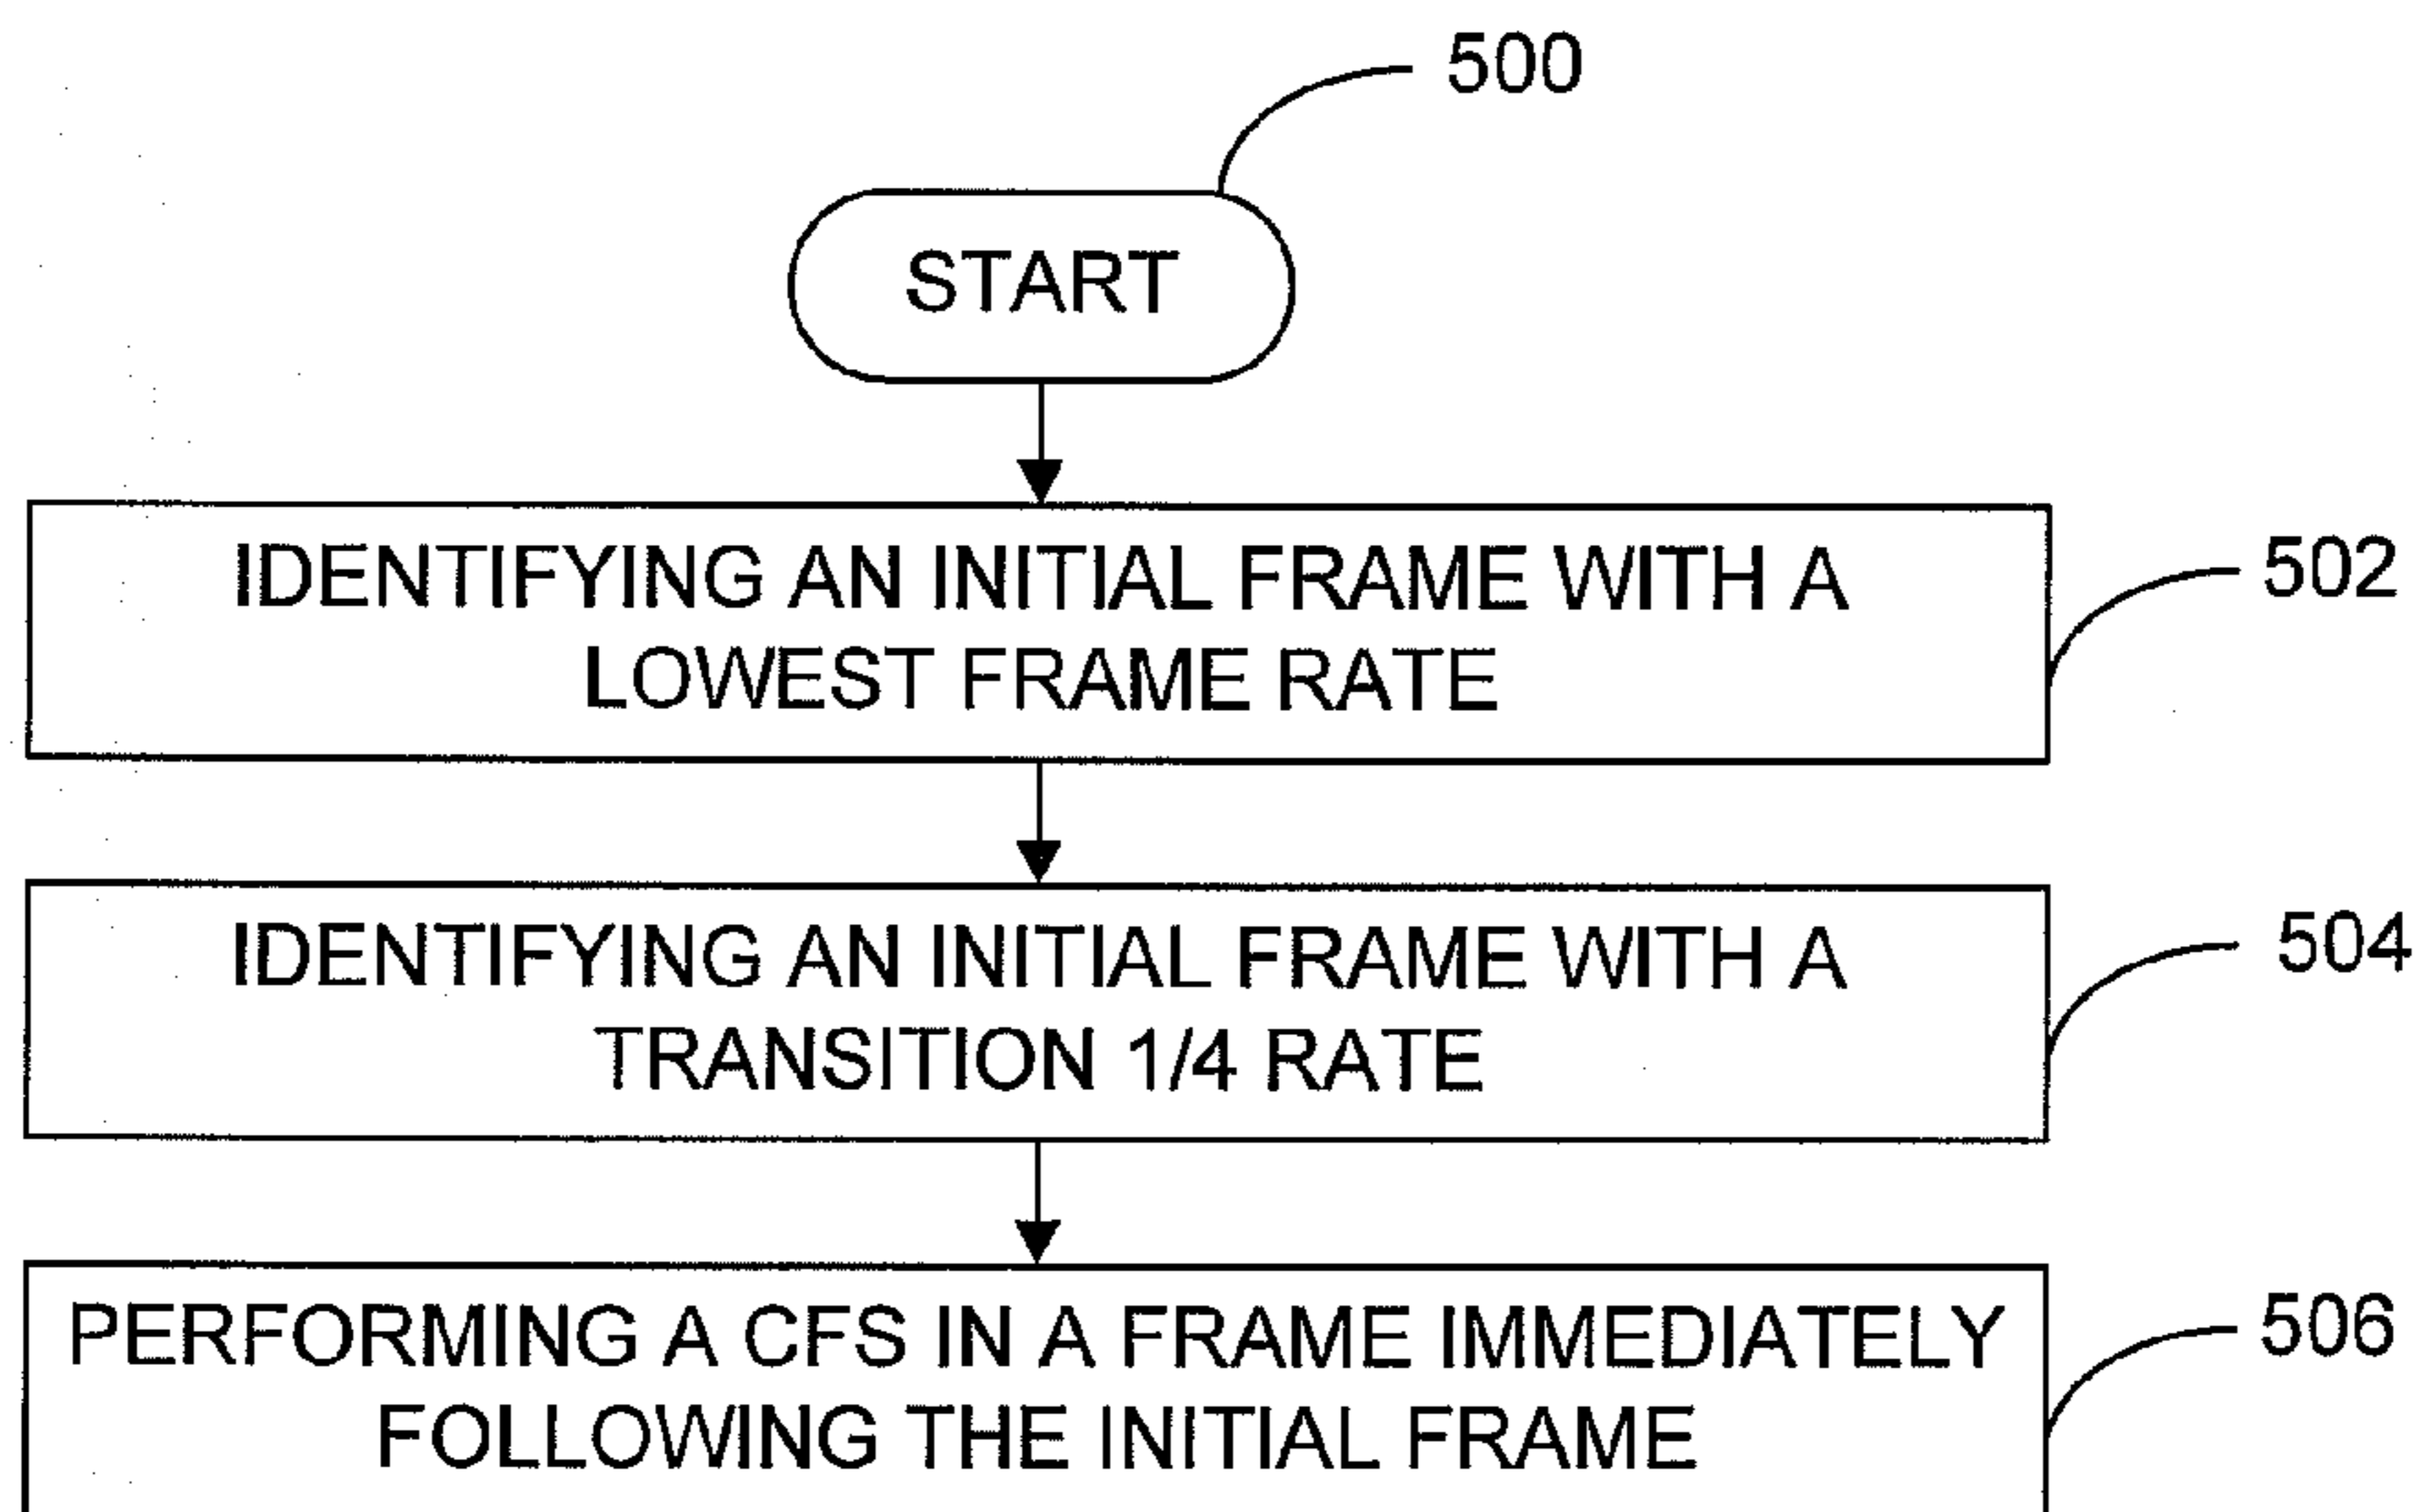 500
START
IDENTIFYING AN INITIAL FRAME WITH A
LOWEST FRAME RATE
502
IDENTIFYING AN INITIAL FRAME WITH A
TRANSITION 1/4 RATE
504
PERFORMING A CFS IN A FRAME IMMEDIATELY
FOLLOWING THE INITIAL FRAME
506